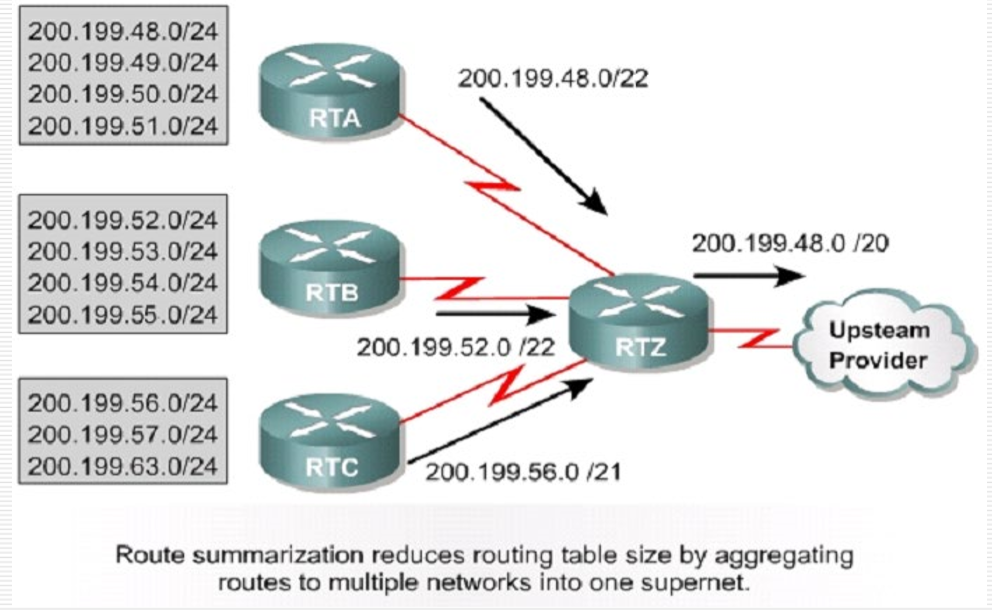 200.199.48.0/24
200.199.49.0/24
200.199.50.0/24
200.199.51.0/24
RTA
200.199.48.0/22
200.199.52.0/24
200.199.53.0/24
200.199.54.0/24
200.199.55.0/24
RTB
200.199.52.0 /22
200.199.48.0 /20
RTZ
Upsteam
Provider
200.199.56.0/24
200.199.57.0/24
200.199.63.0/24
RTC
200.199.56.0 /21
Route summarization reduces routing table size by aggregating
routes to multiple networks into one supernet.